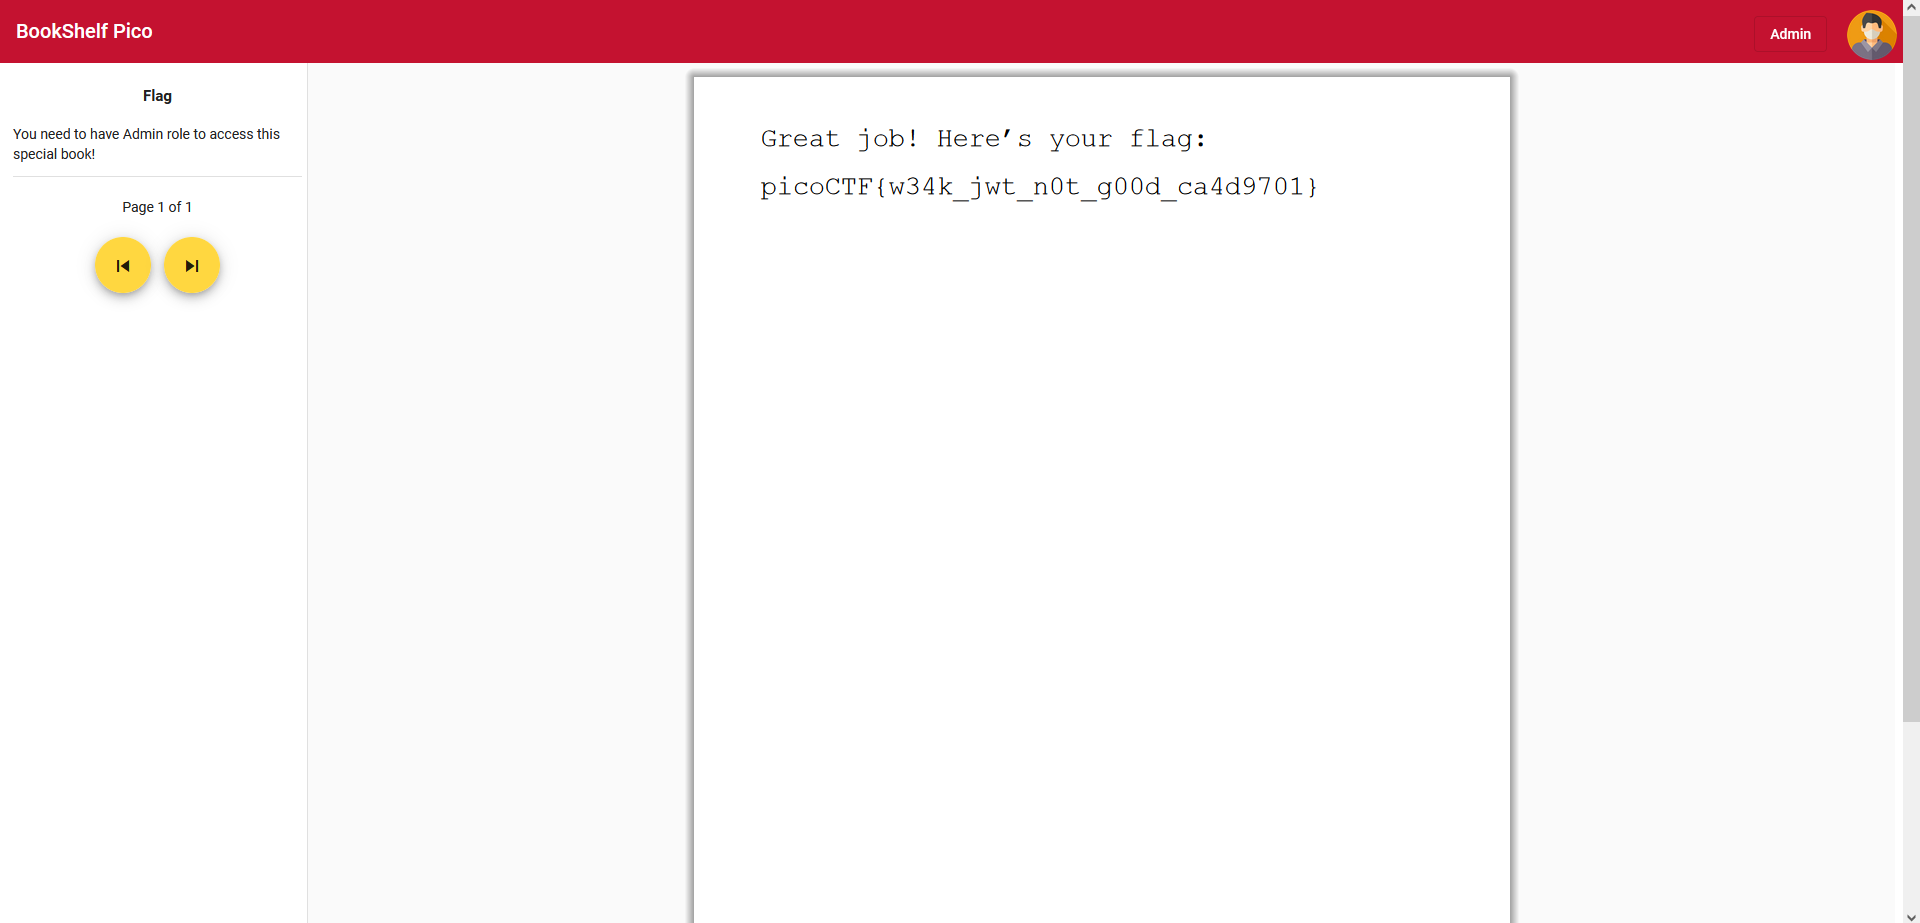 BookShelf Pico
Admin
Flag
You need to have Admin role to access this
special book!
Page 1 of 1
Great job! Here’s your flag:
picoCTF{w34k_jwt_n0t_g00d_ca4d9701}